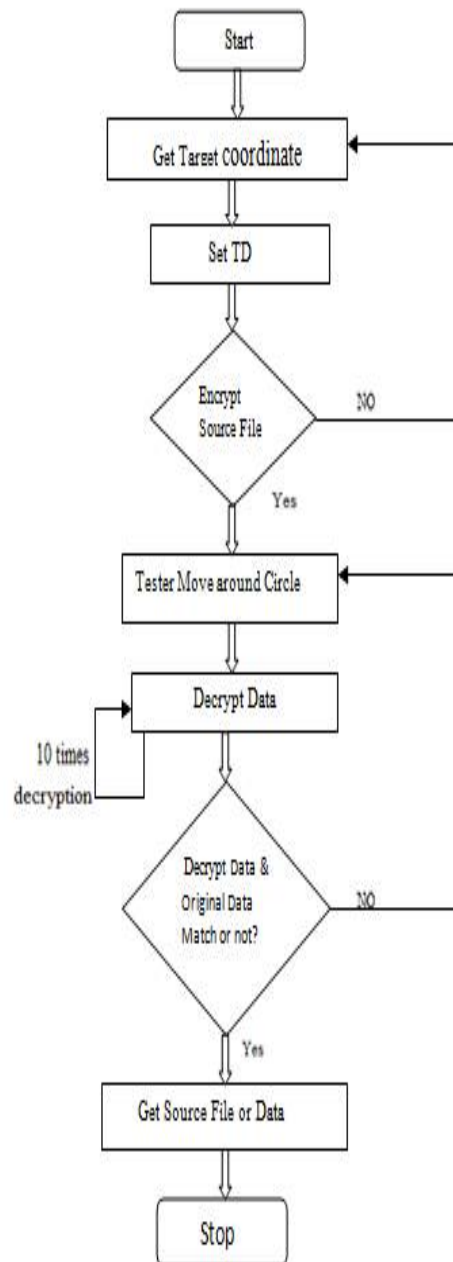 Start
Get Target coordinate
Set TD
Encrypt
Source File
NO
Yes
Tester Move around Circle
Decrypt Data
10 times
decryption
Decrypt Data &
Original Data
Match or not?
NO
Yes
Get Source File or Data
Stop